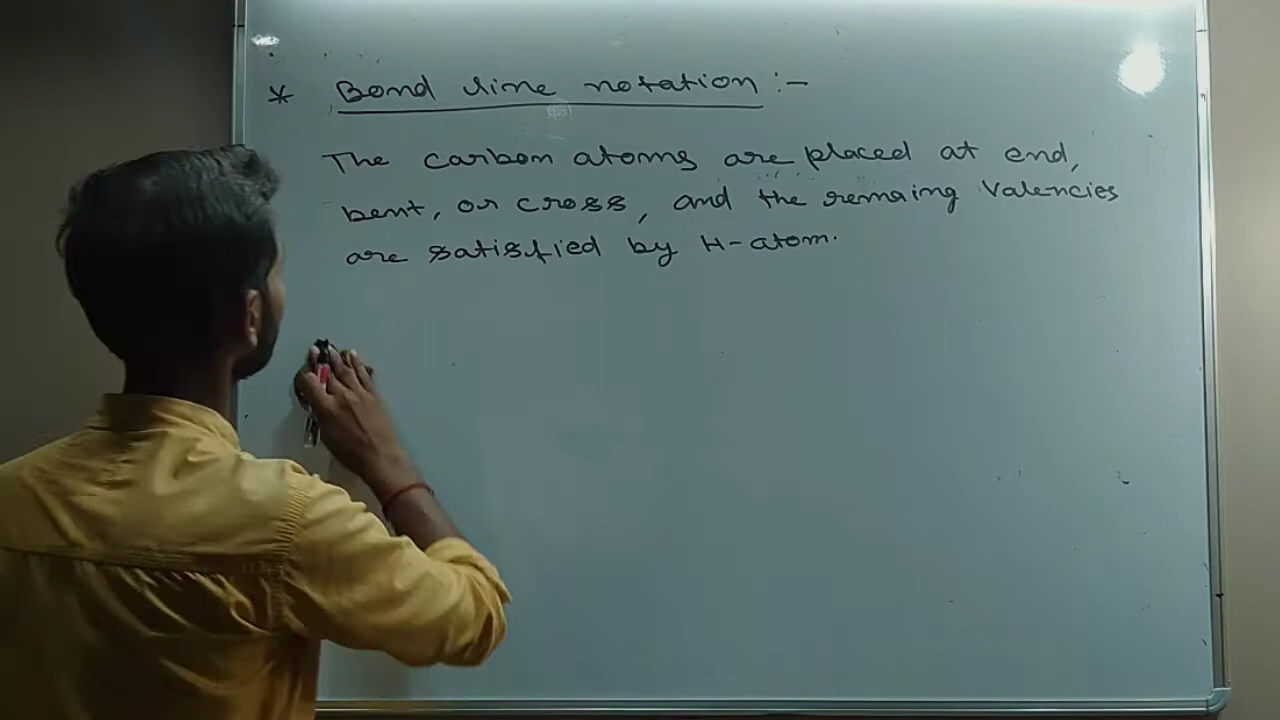 * Bond line notation :-
The carbon atoms are placed at end,
bent, or cross, and the remaing valencies
are satisfied by H-atom.